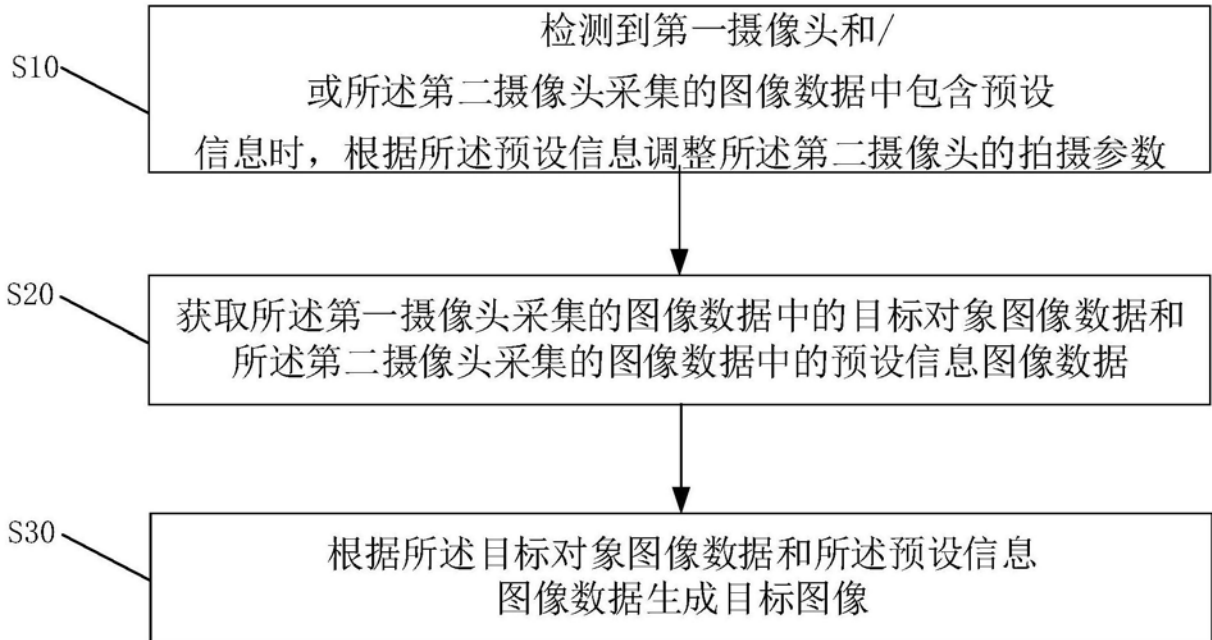 S10
检测到第一摄像头和/
或所述第二摄像头采集的图像数据中包含预设
信息时，根据所述预设信息调整所述第二摄像头的拍摄参数
S20
获取所述第一摄像头采集的图像数据中的目标对象图像数据和
所述第二摄像头采集的图像数据中的预设信息图像数据
S30
根据所述目标对象图像数据和所述预设信息
图像数据生成目标图像